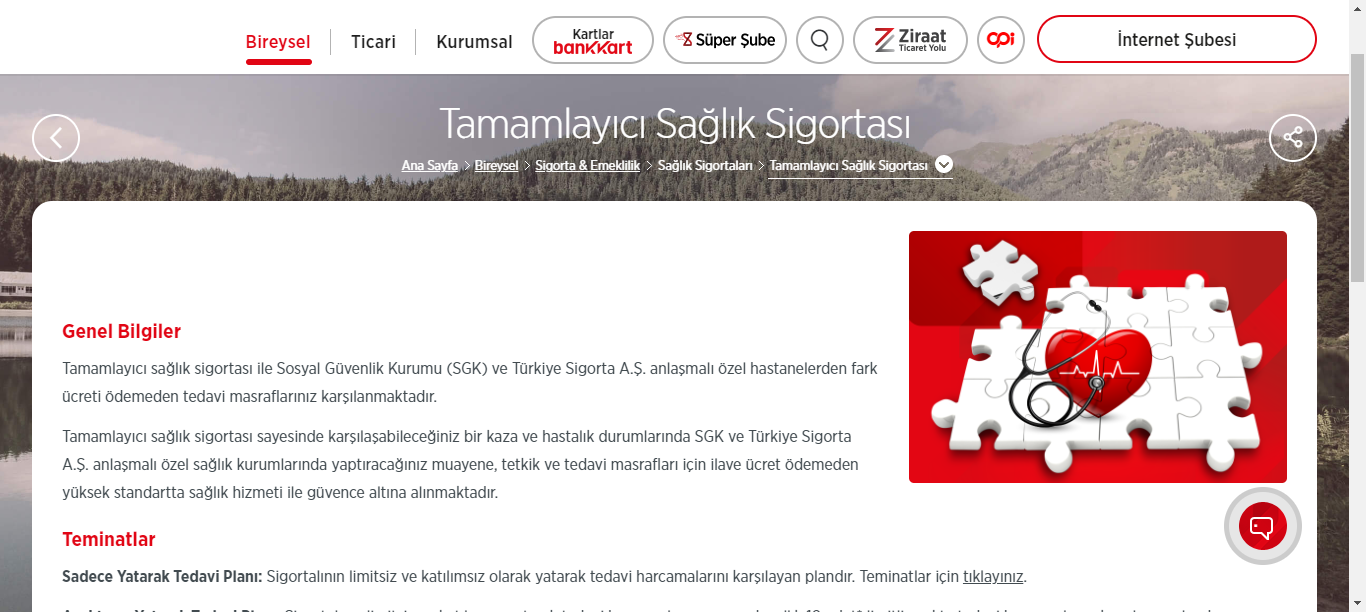 Bireysel
Ticari
Kurumsal
Kartlar
bankkart
Süper Şube
Ziraat
Ticaret Yolu
opi
İnternet Şubesi
Tamamlayıcı Sağlık Sigortası
Ana Sayfa > Bireysel > Sigorta & Emeklilik > Sağlık Sigortaları > Tamamlayıcı Sağlık Sigortası
Genel Bilgiler
Tamamlayıcı sağlık sigortası ile Sosyal Güvenlik Kurumu (SGK) ve Türkiye Sigorta A.Ş. anlaşmalı özel hastanelerden fark
ücreti ödemeden tedavi masraflarınız karşılanmaktadır.
Tamamlayıcı sağlık sigortası sayesinde karşılaşabileceğiniz bir kaza ve hastalık durumlarında SGK ve Türkiye Sigorta
A.Ş. anlaşmalı özel sağlık kurumlarında yaptıracağınız muayene, tetkik ve tedavi masrafları için ilave ücret ödemeden
yüksek standartta sağlık hizmeti ile güvence altına alınmaktadır.
Teminatlar
Sadece Yatarak Tedavi Planı: Sigortalının limitsiz ve katılımsız olarak yatarak tedavi harcamalarını karşılayan plandır. Teminatlar için tıklayınız.